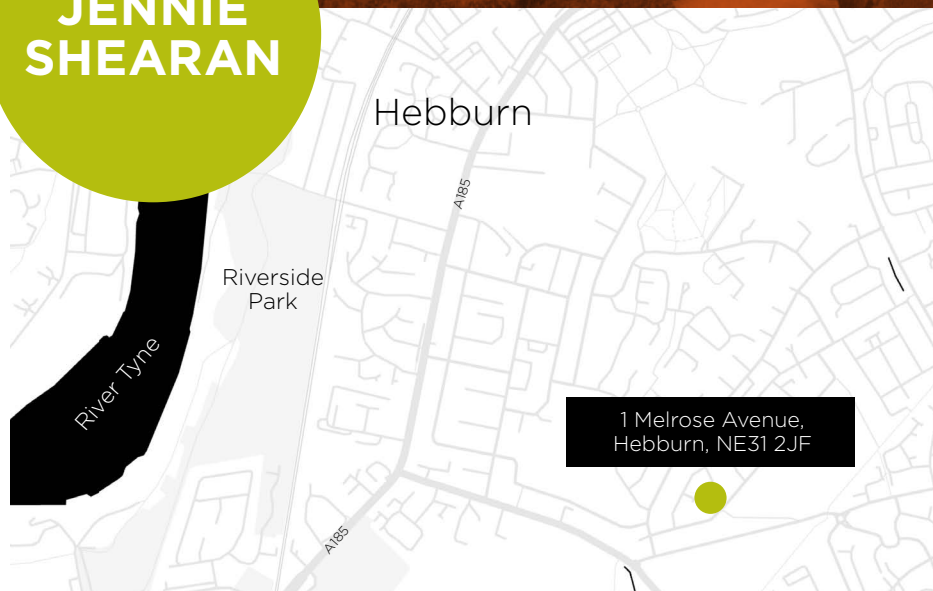 JENNIE
SHEARAN
Hebburn
A185
Riverside
Park
River Tyne
1 Melrose Avenue,
Hebburn, NE31 2JF
A185